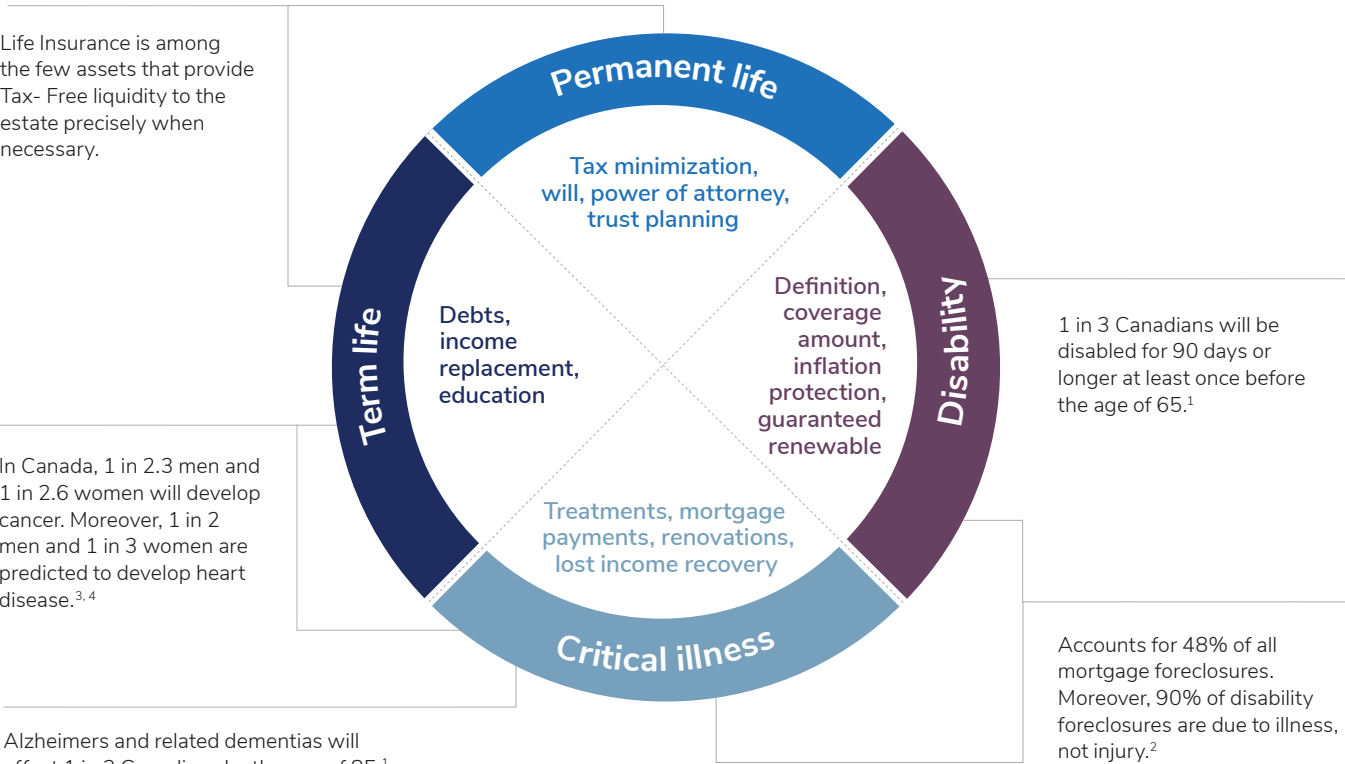 Life Insurance is among
the few assets that provide
Tax- Free liquidity to the
estate precisely when
necessary.
Permanent life
Tax minimization,
will, power of attorney,
trust planning
Term life
Debts,
income
replacement,
education
Disability
Definition,
coverage
amount,
inflation
protection,
guaranteed
renewable
1 in 3 Canadians will be
disabled for 90 days or
longer at least once before
the age of 65.1
In Canada, 1 in 2.3 men and
1 in 2.6 women will develop
cancer. Moreover, 1 in 2
men and 1 in 3 women are
predicted to develop heart
disease.3, 4
Treatments, mortgage
payments, renovations,
lost income recovery
Critical illness
Accounts for 48% of all
mortgage foreclosures.
Moreover, 90% of disability
foreclosures are due to illness,
not injury.2
Alzheimers and related dementias will